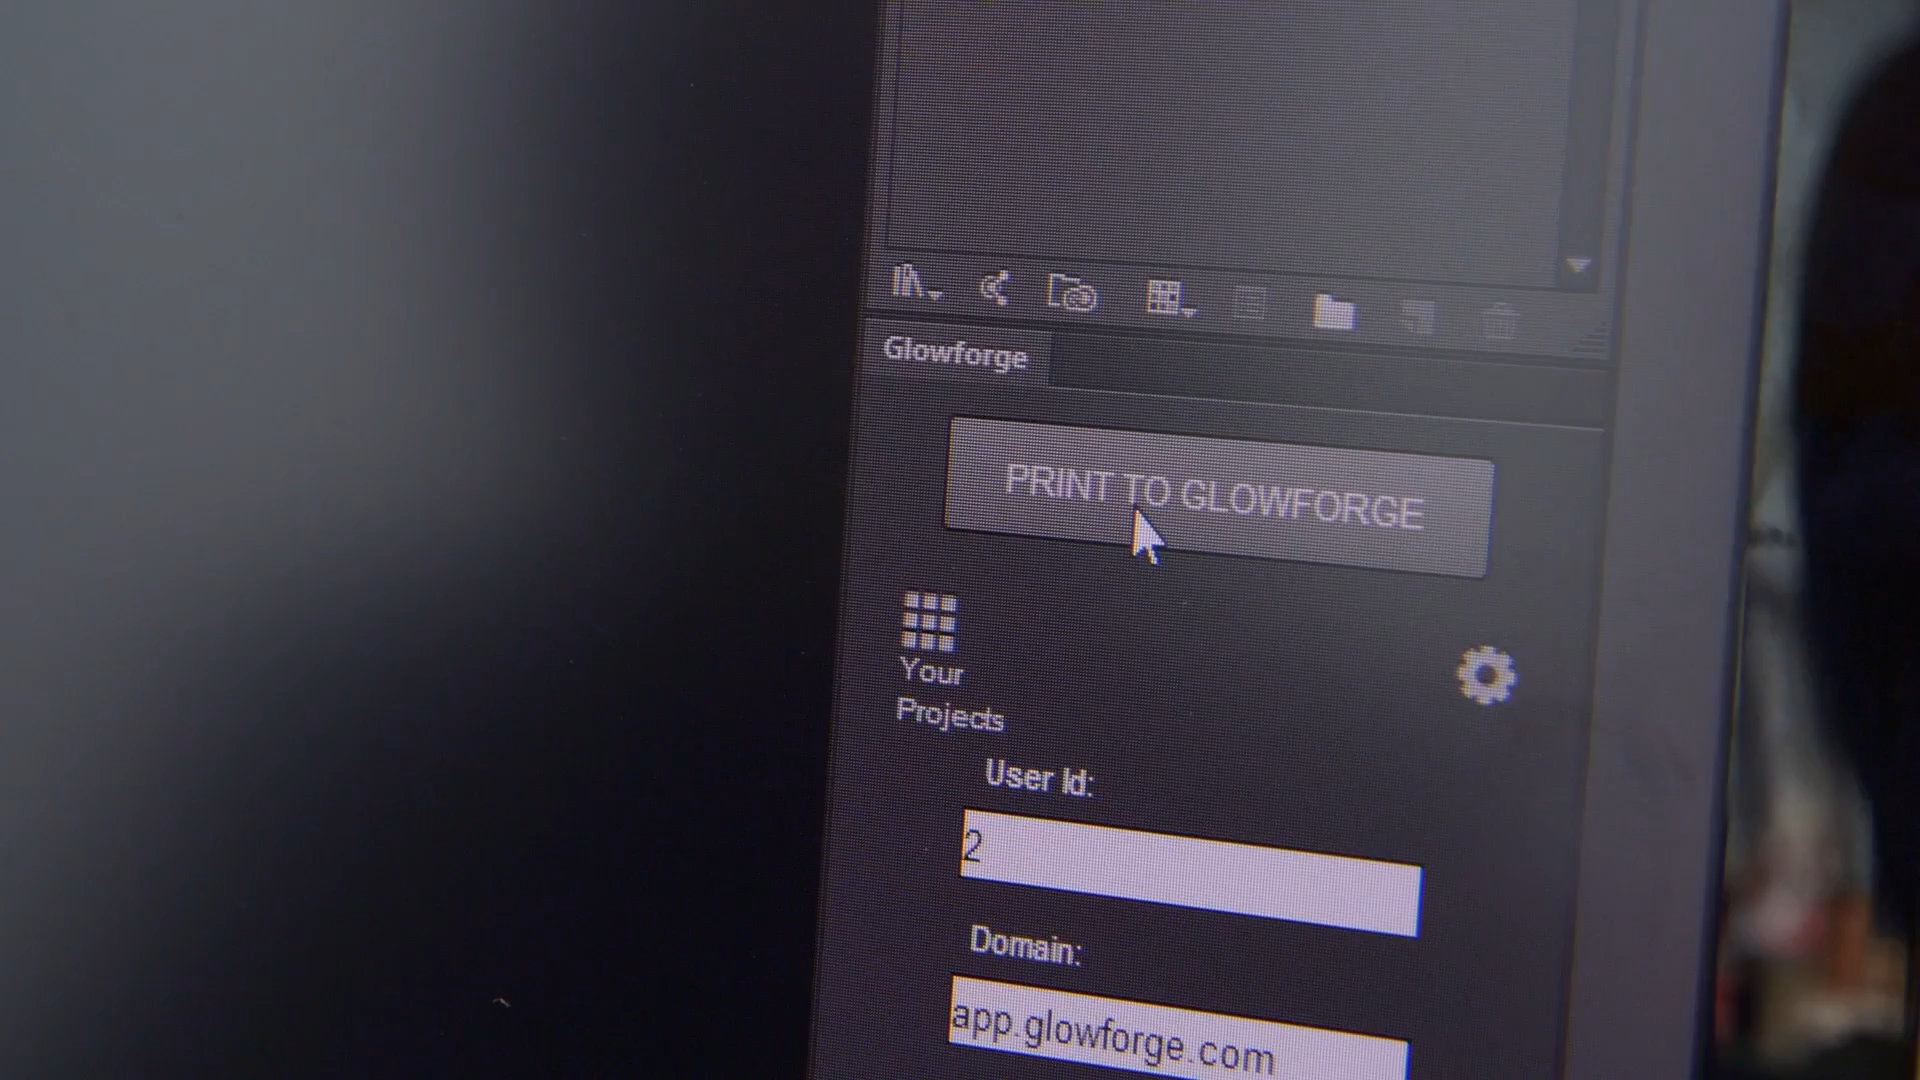 Glowforge
PRINT TO GLOWFORGE
Your
Projects
User Id:
2
Domain:
app.glowforge.com